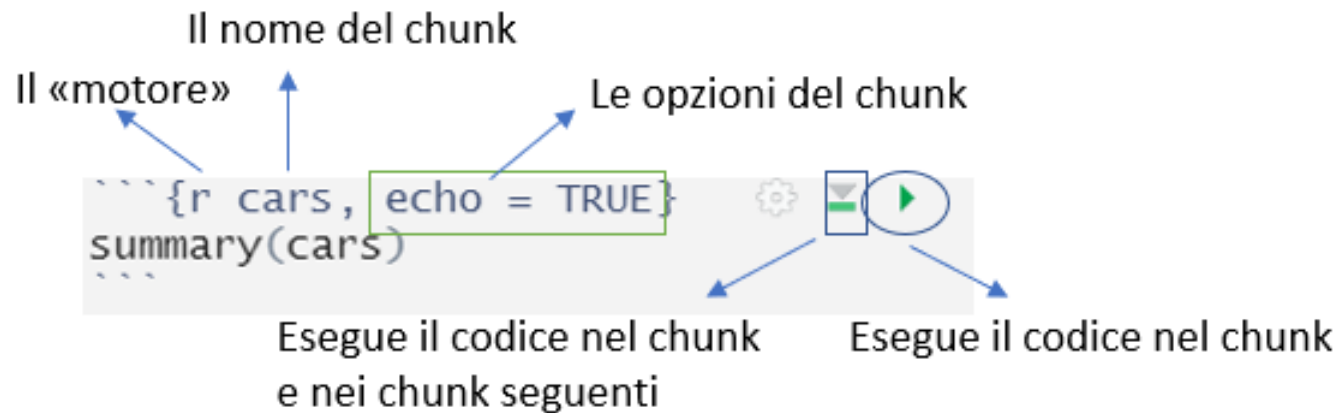 Il nome del chunk
Il «motore»
Le opzioni del chunk
```{r cars, echo = TRUE}
summary(cars)
```
Esegue il codice nel chunk
e nei chunk seguenti
Esegue il codice nel chunk